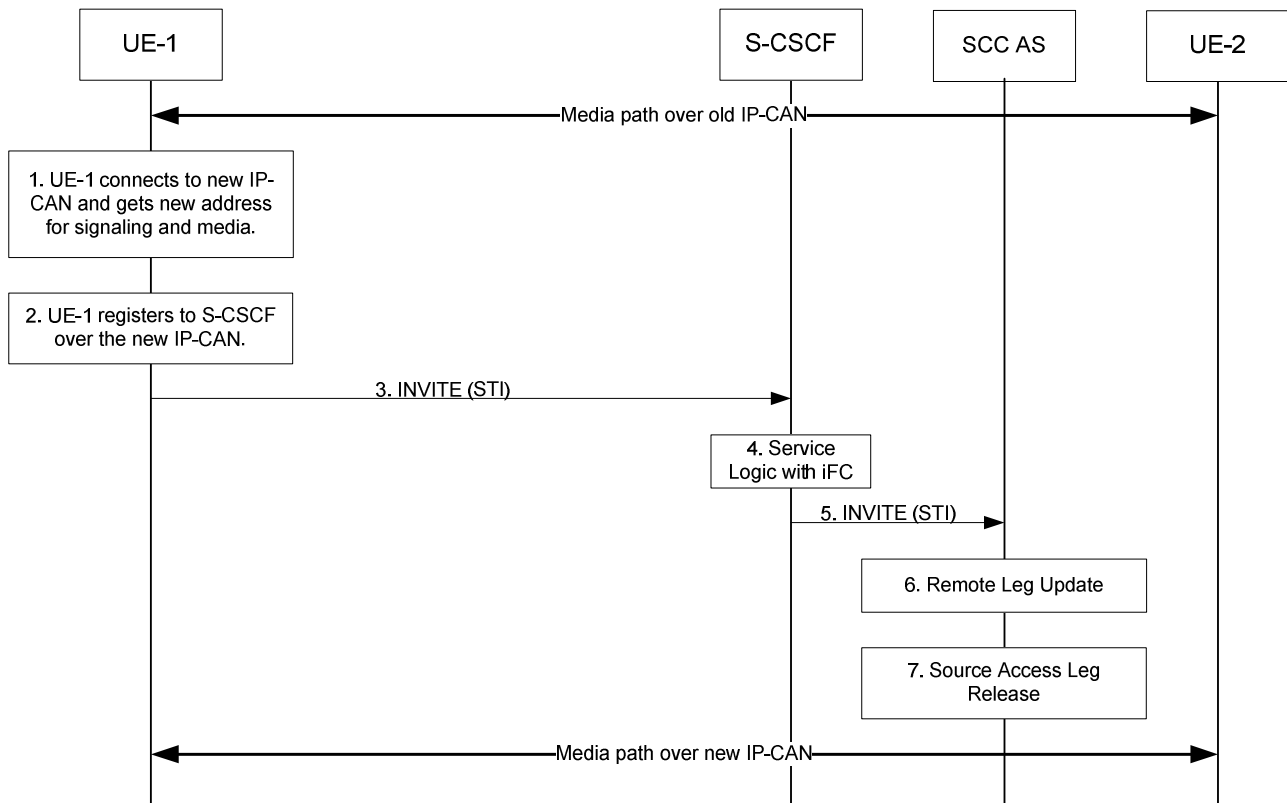 UE-1
S-CSCF
SCC AS
UE-2
Media path over old IP-CAN
1. UE-1 connects to new IP-
CAN and gets new address
for signaling and media.
2. UE-1 registers to S-CSCF
over the new IP-CAN.
3. INVITE (STI)
4. Service
Logic with iFC
5. INVITE (STI)
6. Remote Leg Update
7. Source Access Leg
Release
Media path over new IP-CAN